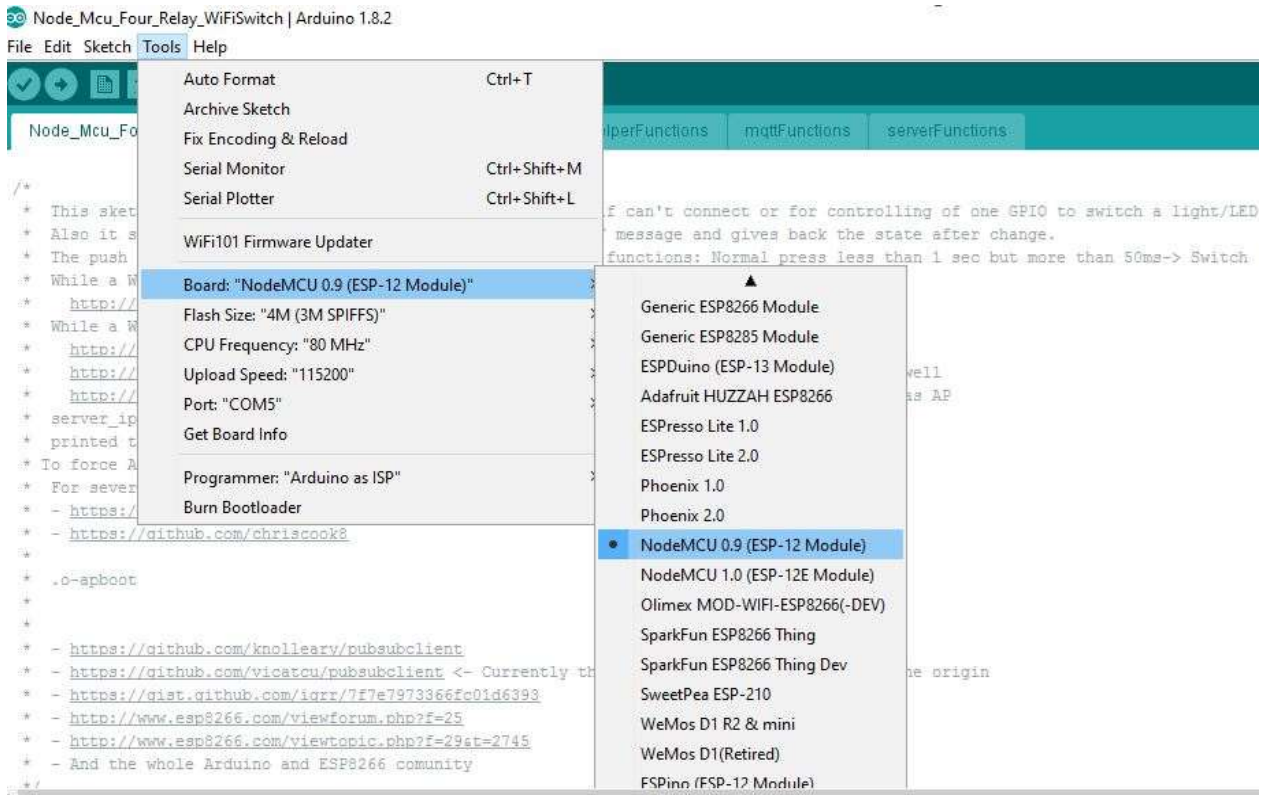 Node_Mcu_Four_Relay_WiFiSwitch | Arduino 1.8.2
File Edit Sketch Tools Help
Node_Mcu_Fo
lperFunctions mqttFunctions serverFunctions
Auto Format Ctrl+T
Archive Sketch
Fix Encoding & Reload
Serial Monitor Ctrl+Shift+M
Serial Plotter Ctrl+Shift+L
WiFi101 Firmware Updater
Board: "NodeMCU 0.9 (ESP-12 Module)"
Flash Size: "4M (3M SPIFFS)"
CPU Frequency: "80 MHz"
Upload Speed: "115200"
Port: "COM5"
Get Board Info
Programmer: "Arduino as ISP"
Burn Bootloader
Generic ESP8266 Module
Generic ESP8285 Module
ESPDuino (ESP-13 Module)
Adafruit HUZZAH ESP8266
ESPresso Lite 1.0
ESPresso Lite 2.0
Phoenix 1.0
Phoenix 2.0
NodeMCU 0.9 (ESP-12 Module)
NodeMCU 1.0 (ESP-12E Module)
Olimex MOD-WIFI-ESP8266(-DEV)
SparkFun ESP8266 Thing
SparkFun ESP8266 Thing Dev
SweetPea ESP-210
WeMos D1 R2 & mini
WeMos D1(Retired)
ESPino (ESP-12 Module)
/*
* This sket f can't connect or for controlling of one GPIO to switch a light/LED
* Also it s message and gives back the state after change.
* The push functions: Normal press less than 1 sec but more than 50ms-> Switch
* While a W
* http://
* While a W
* http://
* http:// well
* http:// as AP
* server_ip
* printed t
* To force A
* For sever
* - https:/
* - https://github.com/chriscook8
*
* .o-apboot
*
*
* - https://github.com/knolleary/pubsubclient
* - https://github.com/vicatcu/pubsubclient <- Currently th he origin
* - https://gist.github.com/igrr/7f7e7973366fc01d6393
* - http://www.esp8266.com/viewforum.php?f=25
* - http://www.esp8266.com/viewtopic.php?f=29&t=2745
* - And the whole Arduino and ESP8266 comunity
*/